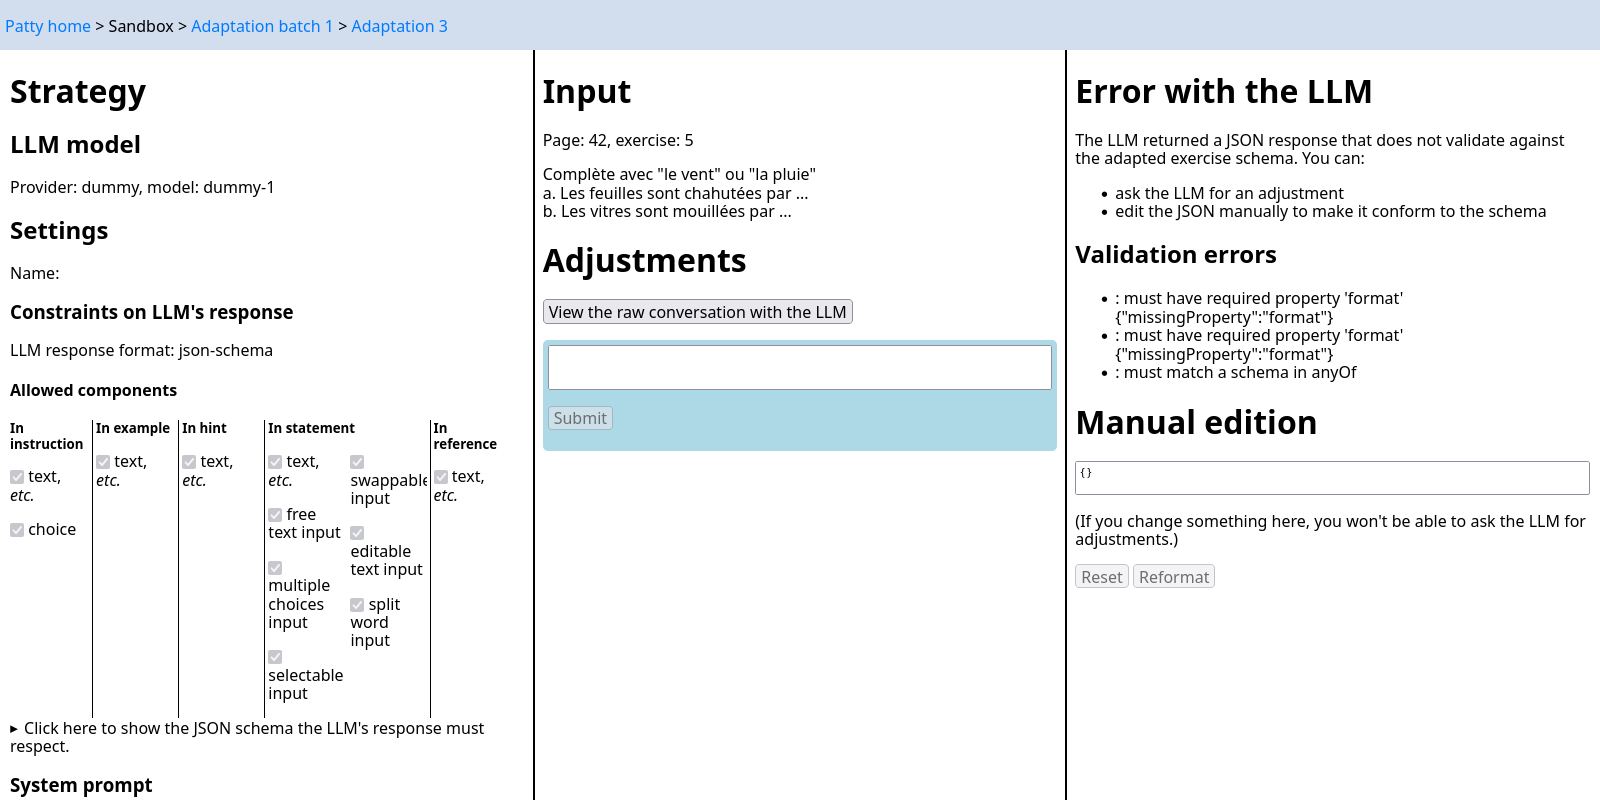 Patty home > Sandbox > Adaptation batch 1 > Adaptation 3
Strategy
LLM model
Provider: dummy, model: dummy-1
Settings
Name:
Constraints on LLM's response
LLM response format: json-schema
Allowed components
In
instruction
text,
etc.
choice
In example
text,
etc.
In hint
text,
etc.
In statement
text,
etc.
free
text input
multiple
choices
input
selectable
input
swappable
input
editable
text input
split
word
input
In
reference
text,
etc.
▸ Click here to show the JSON schema the LLM's response must
respect.
System prompt
Input
Page: 42, exercise: 5
Complète avec "le vent" ou "la pluie"
a. Les feuilles sont chahutées par ...
b. Les vitres sont mouillées par ...
Adjustments
View the raw conversation with the LLM
Submit
Error with the LLM
The LLM returned a JSON response that does not validate against
the adapted exercise schema. You can:
• ask the LLM for an adjustment
• edit the JSON manually to make it conform to the schema
Validation errors
• : must have required property 'format'
{"missingProperty":"format"}
• : must have required property 'format'
{"missingProperty":"format"}
• : must match a schema in anyOf
Manual edition
{}
(If you change something here, you won't be able to ask the LLM for
adjustments.)
Reset Reformat